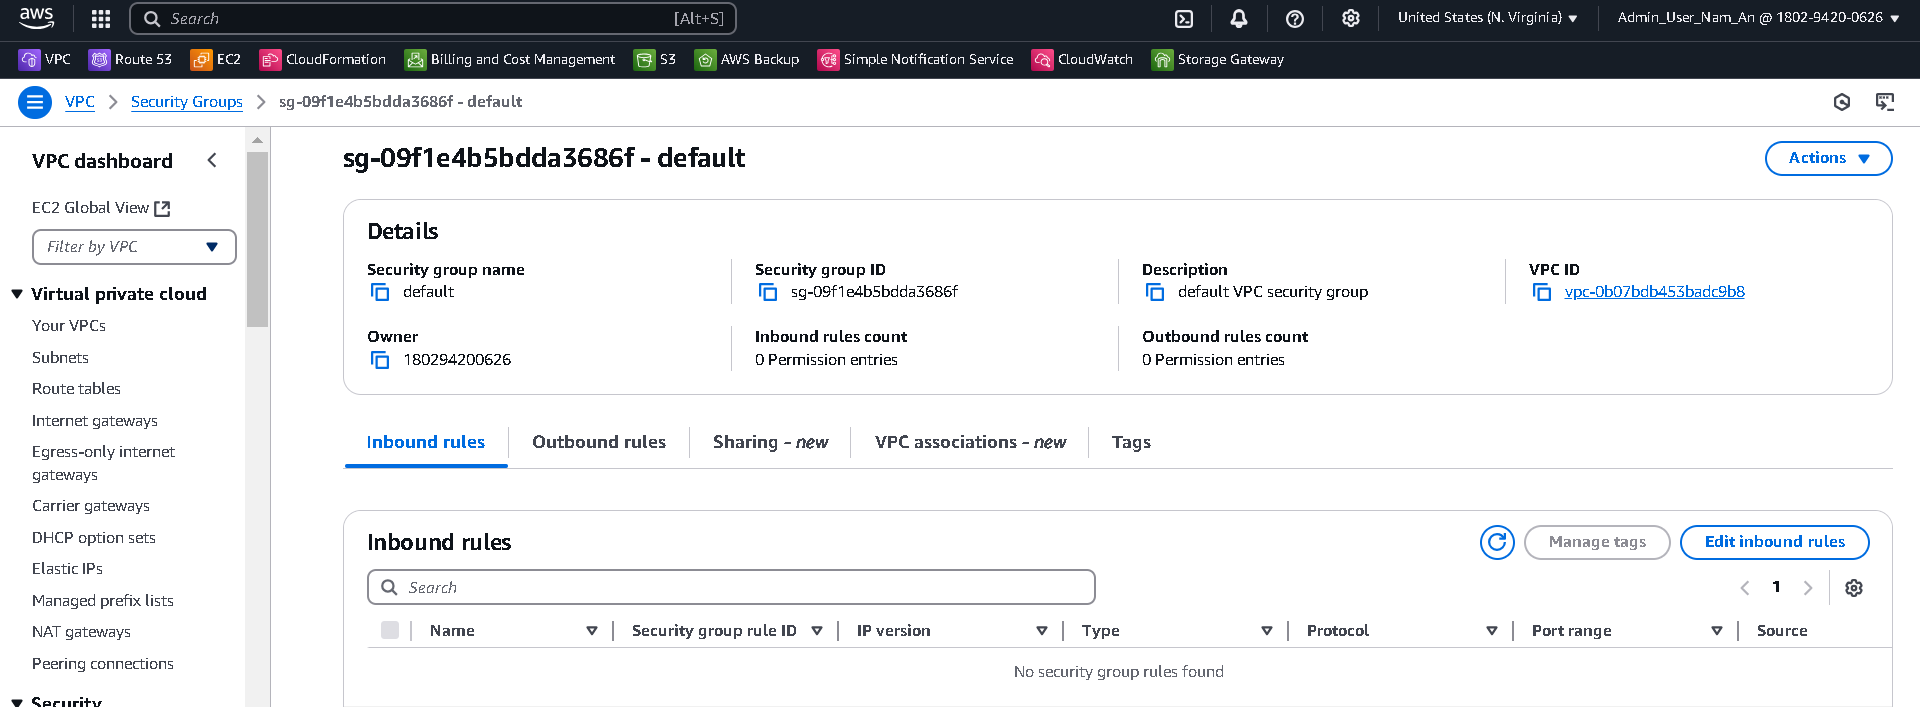 aws
Search [Alt+S]
United States (N. Virginia) ▼
Admin_User_Nam_An @ 1802-9420-0626 ▼
VPC Route 53 EC2 CloudFormation Billing and Cost Management S3 AWS Backup Simple Notification Service CloudWatch Storage Gateway
VPC > Security Groups > sg-09f1e4b5bdda3686f - default
VPC dashboard
EC2 Global View
Filter by VPC
Virtual private cloud
Your VPCs
Subnets
Route tables
Internet gateways
Egress-only internet
gateways
Carrier gateways
DHCP option sets
Elastic IPs
Managed prefix lists
NAT gateways
Peering connections
Security
sg-09f1e4b5bdda3686f - default
Actions
Details
Security group name
default
Security group ID
sg-09f1e4b5bdda3686f
Description
default VPC security group
VPC ID
vpc-0b07bdb453badc9b8
Owner
180294200626
Inbound rules count
0 Permission entries
Outbound rules count
0 Permission entries
Inbound rules Outbound rules Sharing - new VPC associations - new Tags
Inbound rules
Manage tags
Edit inbound rules
Search
1
Name Security group rule ID IP version Type Protocol Port range Source
No security group rules found